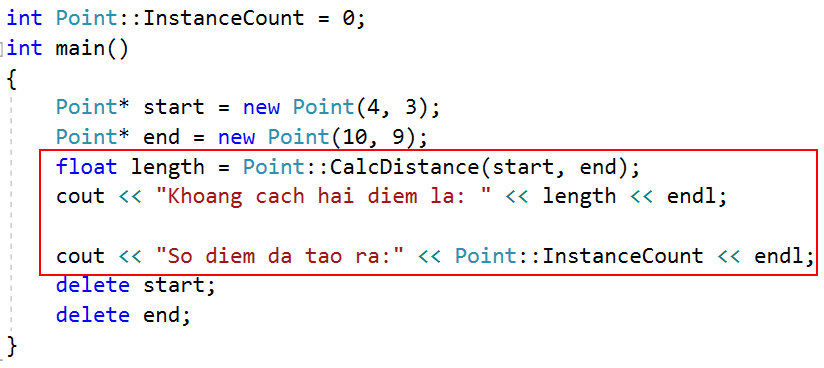 int Point::InstanceCount = 0;
int main()
{
    Point* start = new Point(4, 3);
    Point* end = new Point(10, 9);
    float length = Point::CalcDistance(start, end);
    cout << "Khoang cach hai diem la: " << length << endl;
    cout << "So diem da tao ra:" << Point::InstanceCount << endl;
    delete start;
    delete end;
}